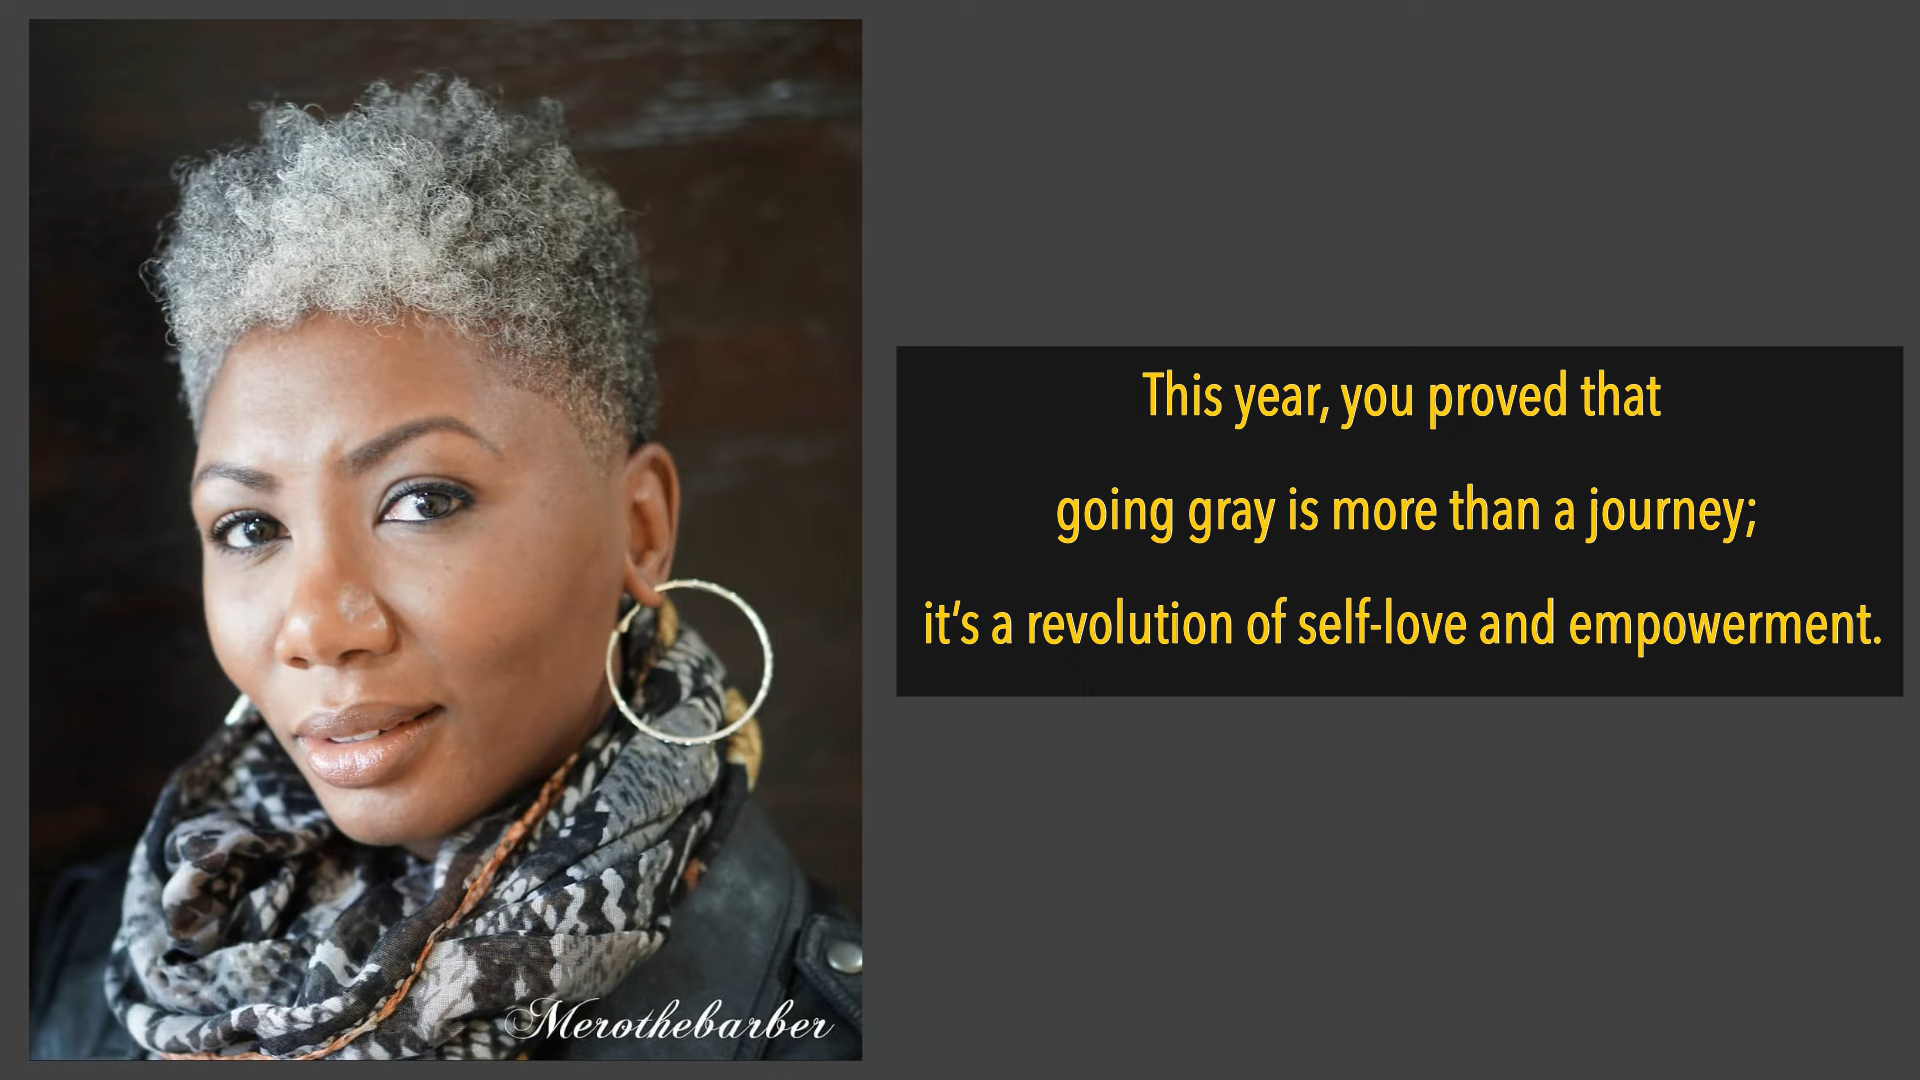 This year, you proved that
going gray is more than a journey;
it's a revolution of self-love and empowerment.
Merothebarber